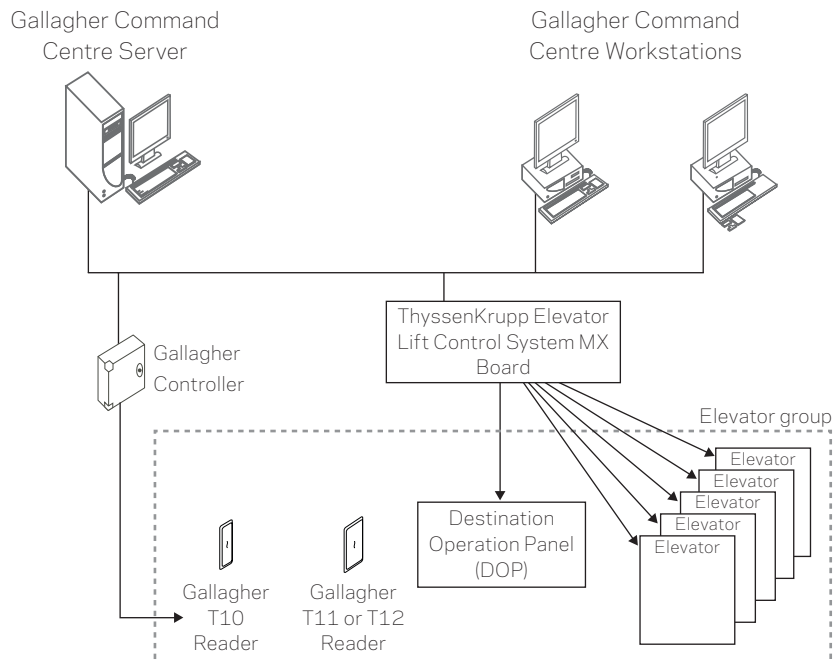 Gallagher Command
Centre Server
Gallagher Command
Centre Workstations
ThyssenKrupp Elevator
Lift Control System MX
Board
Gallagher
Controller
Elevator group
Elevator
Elevator
Elevator
Elevator
Elevator
Destination
Operation Panel
(DOP)
Gallagher
T10
Reader
Gallagher
T11 or T12
Reader